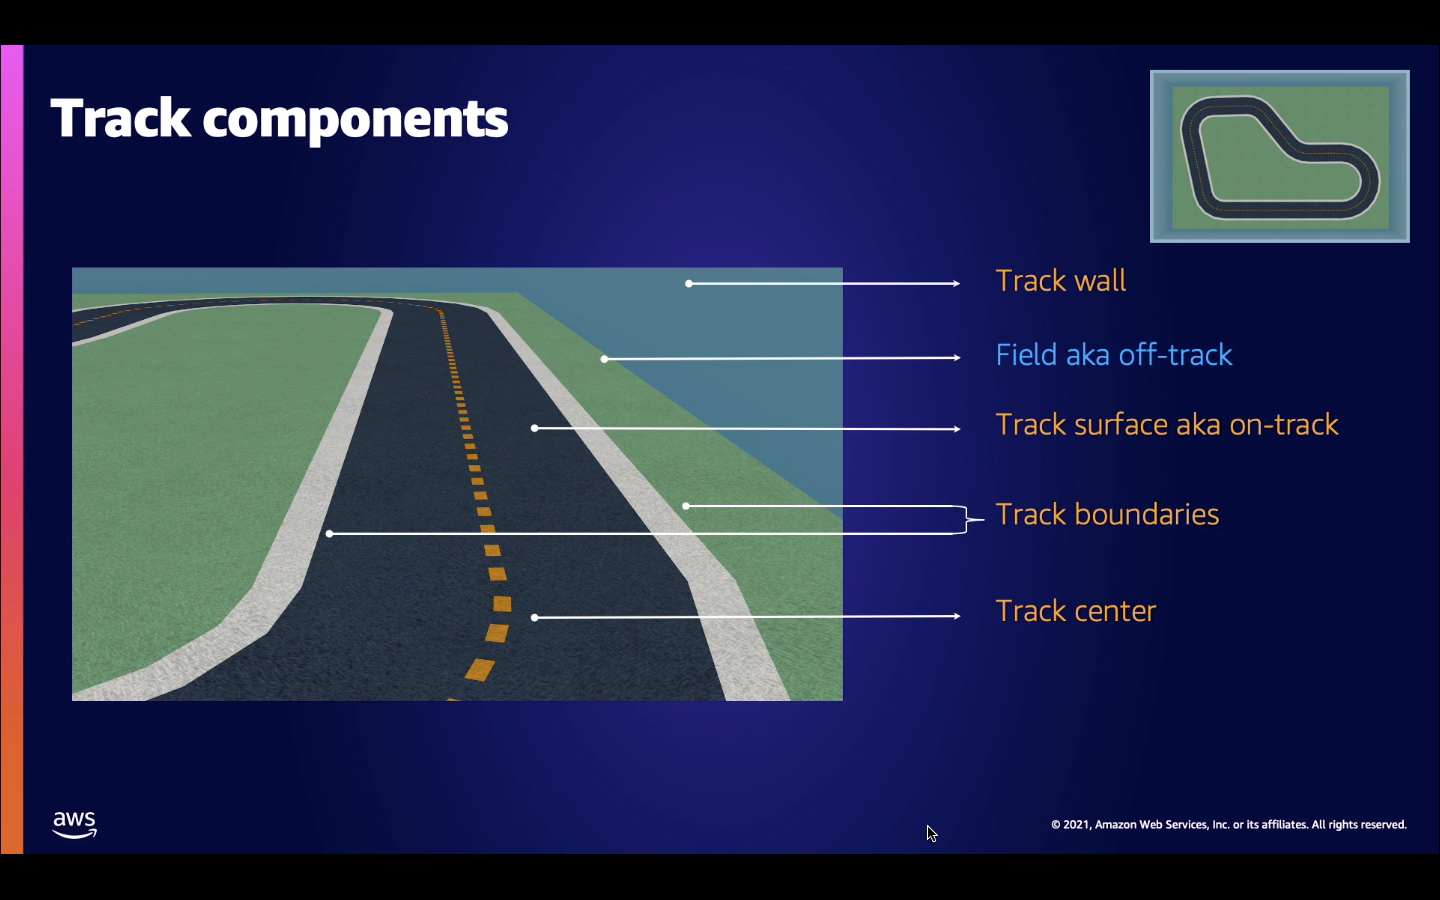 Track components
Track wall
Field aka off-track
Track surface aka on-track
Track boundaries
Track center
aws
© 2021, Amazon Web Services, Inc. or its affiliates. All rights reserved.